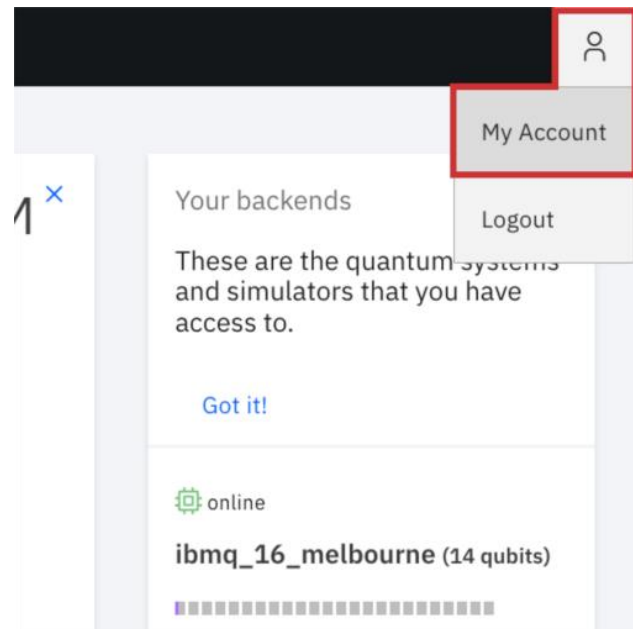 My Account
Logout
Your backends
These are the quantum systems
and simulators that you have
access to.
Got it!
online
ibmq_16_melbourne (14 qubits)